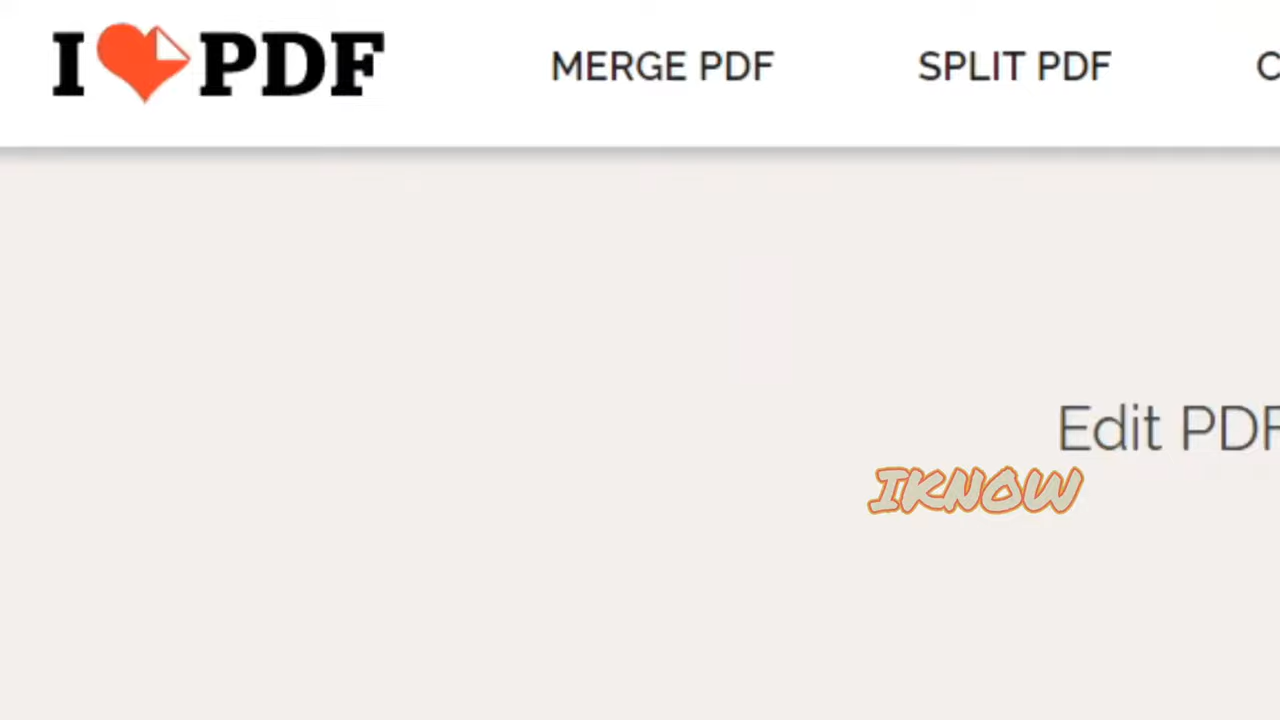 I PDF
MERGE PDF
SPLIT PDF
Edit PDF
IKNOW